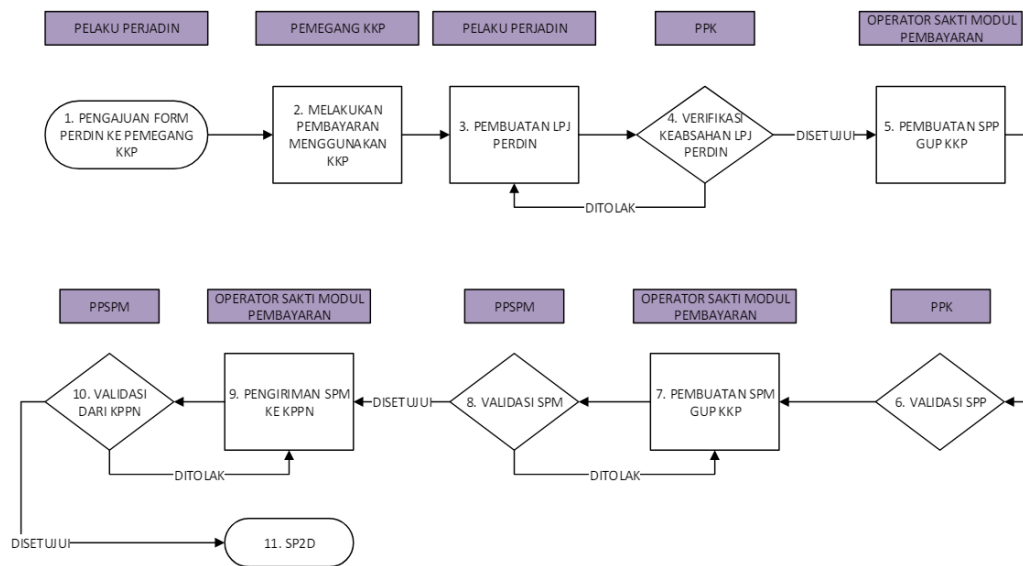 PELAKU PERJADIN
PEMEGANG KKP
PELAKU PERJADIN
PPK
OPERATOR SAKTI MODUL
PEMBAYARAN
1. PENGAJUAN FORM
PERDIN KE PEMEGANG
KKP
2. MELAKUKAN
PEMBAYARAN
MENGGUNAKAN
KKP
3. PEMBUATAN LPJ
PERDIN
4. VERIFIKASI
KEABSAHAN LPJ
PERDIN
DISETUJUI
5. PEMBUATAN SPP
GUP KKP
DITOLAK
PPSPM
OPERATOR SAKTI MODUL
PEMBAYARAN
PPSPM
OPERATOR SAKTI MODUL
PEMBAYARAN
PPK
10. VALIDASI
DARI KPPN
9. PENGIRIMAN SPM
KE KPPN
DISETUJUI
8. VALIDASI SPM
7. PEMBUATAN SPM
GUP KKP
6. VALIDASI SPP
DITOLAK
DITOLAK
DISETUJUI
11. SP2D